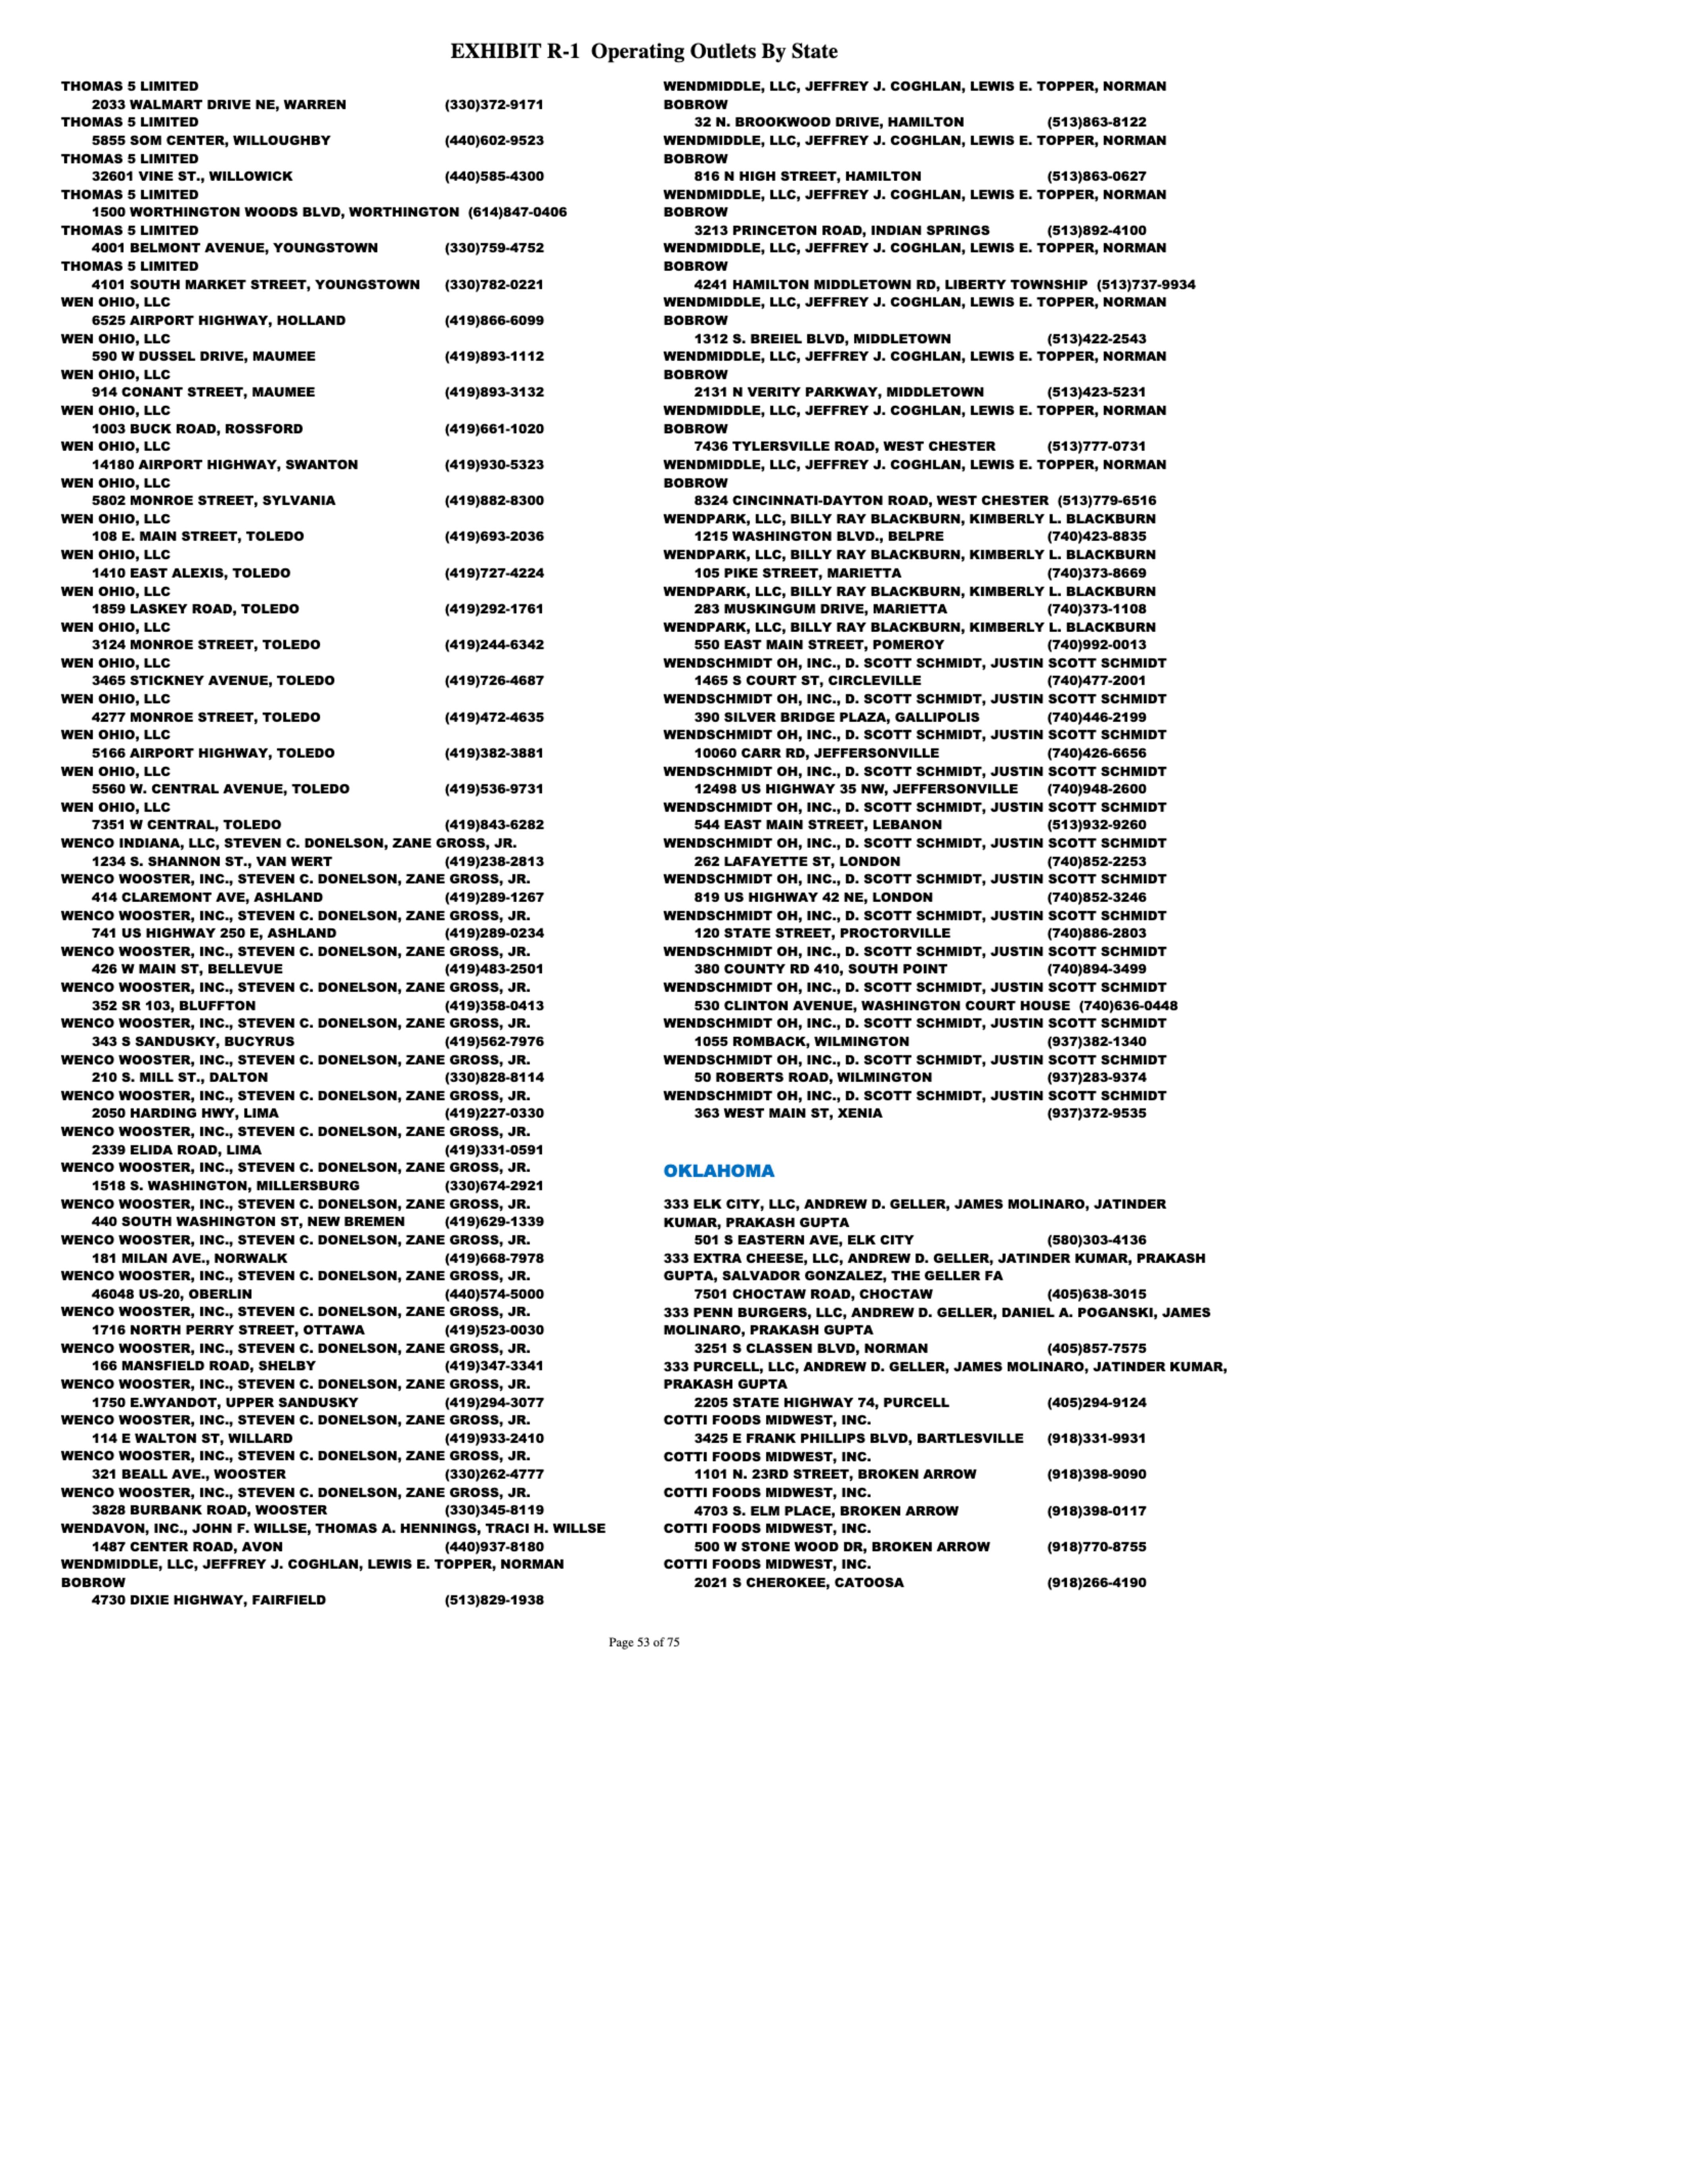 EXHIBIT R-1 Operating Outlets By State
THOMAS 5 LIMITED
2033 WALMART DRIVE NE, WARREN (330)372-9171
THOMAS 5 LIMITED
5855 SOM CENTER, WILLOUGHBY (440)602-9523
THOMAS 5 LIMITED
32601 VINE ST., WILLOWICK (440)585-4300
THOMAS 5 LIMITED
1500 WORTHINGTON WOODS BLVD, WORTHINGTON (614)847-0406
THOMAS 5 LIMITED
4001 BELMONT AVENUE, YOUNGSTOWN (330)759-4752
THOMAS 5 LIMITED
4101 SOUTH MARKET STREET, YOUNGSTOWN (330)782-0221
WEN OHIO, LLC
6525 AIRPORT HIGHWAY, HOLLAND (419)866-6099
WEN OHIO, LLC
590 W DUSSEL DRIVE, MAUMEE (419)893-1112
WEN OHIO, LLC
914 CONANT STREET, MAUMEE (419)893-3132
WEN OHIO, LLC
1003 BUCK ROAD, ROSSFORD (419)661-1020
WEN OHIO, LLC
14180 AIRPORT HIGHWAY, SWANTON (419)930-5323
WEN OHIO, LLC
5802 MONROE STREET, SYLVANIA (419)882-8300
WEN OHIO, LLC
108 E. MAIN STREET, TOLEDO (419)693-2036
WEN OHIO, LLC
1410 EAST ALEXIS, TOLEDO (419)727-4224
WEN OHIO, LLC
1859 LASKEY ROAD, TOLEDO (419)292-1761
WEN OHIO, LLC
3124 MONROE STREET, TOLEDO (419)244-6342
WEN OHIO, LLC
3465 STICKNEY AVENUE, TOLEDO (419)726-4687
WEN OHIO, LLC
4277 MONROE STREET, TOLEDO (419)472-4635
WEN OHIO, LLC
5166 AIRPORT HIGHWAY, TOLEDO (419)382-3881
WEN OHIO, LLC
5560 W. CENTRAL AVENUE, TOLEDO (419)536-9731
WEN OHIO, LLC
7351 W CENTRAL, TOLEDO (419)843-6282
WENCO INDIANA, LLC, STEVEN C. DONELSON, ZANE GROSS, JR.
1234 S. SHANNON ST., VAN WERT (419)238-2813
WENCO WOOSTER, INC., STEVEN C. DONELSON, ZANE GROSS, JR.
414 CLAREMONT AVE, ASHLAND (419)289-1267
WENCO WOOSTER, INC., STEVEN C. DONELSON, ZANE GROSS, JR.
741 US HIGHWAY 250 E, ASHLAND (419)289-0234
WENCO WOOSTER, INC., STEVEN C. DONELSON, ZANE GROSS, JR.
426 W MAIN ST, BELLEVUE (419)483-2501
WENCO WOOSTER, INC., STEVEN C. DONELSON, ZANE GROSS, JR.
352 SR 103, BLUFFTON (419)358-0413
WENCO WOOSTER, INC., STEVEN C. DONELSON, ZANE GROSS, JR.
343 S SANDUSKY, BUCYRUS (419)562-7976
WENCO WOOSTER, INC., STEVEN C. DONELSON, ZANE GROSS, JR.
210 S. MILL ST., DALTON (330)828-8114
WENCO WOOSTER, INC., STEVEN C. DONELSON, ZANE GROSS, JR.
2050 HARDING HWY, LIMA (419)227-0330
WENCO WOOSTER, INC., STEVEN C. DONELSON, ZANE GROSS, JR.
2339 ELIDA ROAD, LIMA (419)331-0591
WENCO WOOSTER, INC., STEVEN C. DONELSON, ZANE GROSS, JR.
1518 S. WASHINGTON, MILLERSBURG (330)674-2921
WENCO WOOSTER, INC., STEVEN C. DONELSON, ZANE GROSS, JR.
440 SOUTH WASHINGTON ST, NEW BREMEN (419)629-1339
WENCO WOOSTER, INC., STEVEN C. DONELSON, ZANE GROSS, JR.
181 MILAN AVE., NORWALK (419)668-7978
WENCO WOOSTER, INC., STEVEN C. DONELSON, ZANE GROSS, JR.
46048 US-20, OBERLIN (440)574-5000
WENCO WOOSTER, INC., STEVEN C. DONELSON, ZANE GROSS, JR.
1716 NORTH PERRY STREET, OTTAWA (419)523-0030
WENCO WOOSTER, INC., STEVEN C. DONELSON, ZANE GROSS, JR.
166 MANSFIELD ROAD, SHELBY (419)347-3341
WENCO WOOSTER, INC., STEVEN C. DONELSON, ZANE GROSS, JR.
1750 E.WYANDOT, UPPER SANDUSKY (419)294-3077
WENCO WOOSTER, INC., STEVEN C. DONELSON, ZANE GROSS, JR.
114 E WALTON ST, WILLARD (419)933-2410
WENCO WOOSTER, INC., STEVEN C. DONELSON, ZANE GROSS, JR.
321 BEALL AVE., WOOSTER (330)262-4777
WENCO WOOSTER, INC., STEVEN C. DONELSON, ZANE GROSS, JR.
3828 BURBANK ROAD, WOOSTER (330)345-8119
WENDAVON, INC., JOHN F. WILLSE, THOMAS A. HENNINGS, TRACI H. WILLSE
1487 CENTER ROAD, AVON (440)937-8180
WENDMIDDLE, LLC, JEFFREY J. COGHLAN, LEWIS E. TOPPER, NORMAN
BOBROW
4730 DIXIE HIGHWAY, FAIRFIELD (513)829-1938
WENDMIDDLE, LLC, JEFFREY J. COGHLAN, LEWIS E. TOPPER, NORMAN
BOBROW
32 N. BROOKWOOD DRIVE, HAMILTON (513)863-8122
WENDMIDDLE, LLC, JEFFREY J. COGHLAN, LEWIS E. TOPPER, NORMAN
BOBROW
816 N HIGH STREET, HAMILTON (513)863-0627
WENDMIDDLE, LLC, JEFFREY J. COGHLAN, LEWIS E. TOPPER, NORMAN
BOBROW
3213 PRINCETON ROAD, INDIAN SPRINGS (513)892-4100
WENDMIDDLE, LLC, JEFFREY J. COGHLAN, LEWIS E. TOPPER, NORMAN
BOBROW
4241 HAMILTON MIDDLETOWN RD, LIBERTY TOWNSHIP (513)737-9934
WENDMIDDLE, LLC, JEFFREY J. COGHLAN, LEWIS E. TOPPER, NORMAN
BOBROW
1312 S. BREIEL BLVD, MIDDLETOWN (513)422-2543
WENDMIDDLE, LLC, JEFFREY J. COGHLAN, LEWIS E. TOPPER, NORMAN
BOBROW
2131 N VERITY PARKWAY, MIDDLETOWN (513)423-5231
WENDMIDDLE, LLC, JEFFREY J. COGHLAN, LEWIS E. TOPPER, NORMAN
BOBROW
7436 TYLERSVILLE ROAD, WEST CHESTER (513)777-0731
WENDMIDDLE, LLC, JEFFREY J. COGHLAN, LEWIS E. TOPPER, NORMAN
BOBROW
8324 CINCINNATI-DAYTON ROAD, WEST CHESTER (513)779-6516
WENDPARK, LLC, BILLY RAY BLACKBURN, KIMBERLY L. BLACKBURN
1215 WASHINGTON BLVD., BELPRE (740)423-8835
WENDPARK, LLC, BILLY RAY BLACKBURN, KIMBERLY L. BLACKBURN
105 PIKE STREET, MARIETTA (740)373-8669
WENDPARK, LLC, BILLY RAY BLACKBURN, KIMBERLY L. BLACKBURN
283 MUSKINGUM DRIVE, MARIETTA (740)373-1108
WENDPARK, LLC, BILLY RAY BLACKBURN, KIMBERLY L. BLACKBURN
550 EAST MAIN STREET, POMEROY (740)992-0013
WENDSCHMIDT OH, INC., D. SCOTT SCHMIDT, JUSTIN SCOTT SCHMIDT
1465 S COURT ST, CIRCLEVILLE (740)477-2001
WENDSCHMIDT OH, INC., D. SCOTT SCHMIDT, JUSTIN SCOTT SCHMIDT
390 SILVER BRIDGE PLAZA, GALLIPOLIS (740)446-2199
WENDSCHMIDT OH, INC., D. SCOTT SCHMIDT, JUSTIN SCOTT SCHMIDT
10060 CARR RD, JEFFERSONVILLE (740)426-6656
WENDSCHMIDT OH, INC., D. SCOTT SCHMIDT, JUSTIN SCOTT SCHMIDT
12498 US HIGHWAY 35 NW, JEFFERSONVILLE (740)948-2600
WENDSCHMIDT OH, INC., D. SCOTT SCHMIDT, JUSTIN SCOTT SCHMIDT
544 EAST MAIN STREET, LEBANON (513)932-9260
WENDSCHMIDT OH, INC., D. SCOTT SCHMIDT, JUSTIN SCOTT SCHMIDT
262 LAFAYETTE ST, LONDON (740)852-2253
WENDSCHMIDT OH, INC., D. SCOTT SCHMIDT, JUSTIN SCOTT SCHMIDT
819 US HIGHWAY 42 NE, LONDON (740)852-3246
WENDSCHMIDT OH, INC., D. SCOTT SCHMIDT, JUSTIN SCOTT SCHMIDT
120 STATE STREET, PROCTORVILLE (740)886-2803
WENDSCHMIDT OH, INC., D. SCOTT SCHMIDT, JUSTIN SCOTT SCHMIDT
380 COUNTY RD 410, SOUTH POINT (740)894-3499
WENDSCHMIDT OH, INC., D. SCOTT SCHMIDT, JUSTIN SCOTT SCHMIDT
530 CLINTON AVENUE, WASHINGTON COURT HOUSE (740)636-0448
WENDSCHMIDT OH, INC., D. SCOTT SCHMIDT, JUSTIN SCOTT SCHMIDT
1055 ROMBACK, WILMINGTON (937)382-1340
WENDSCHMIDT OH, INC., D. SCOTT SCHMIDT, JUSTIN SCOTT SCHMIDT
50 ROBERTS ROAD, WILMINGTON (937)283-9374
WENDSCHMIDT OH, INC., D. SCOTT SCHMIDT, JUSTIN SCOTT SCHMIDT
363 WEST MAIN ST, XENIA (937)372-9535
OKLAHOMA
333 ELK CITY, LLC, ANDREW D. GELLER, JAMES MOLINARO, JATINDER
KUMAR, PRAKASH GUPTA
501 S EASTERN AVE, ELK CITY (580)303-4136
333 EXTRA CHEESE, LLC, ANDREW D. GELLER, JATINDER KUMAR, PRAKASH
GUPTA, SALVADOR GONZALEZ, THE GELLER FA
7501 CHOCTAW ROAD, CHOCTAW (405)638-3015
333 PENN BURGERS, LLC, ANDREW D. GELLER, DANIEL A. POGANSKI, JAMES
MOLINARO, PRAKASH GUPTA
3251 S CLASSEN BLVD, NORMAN (405)857-7575
333 PURCELL, LLC, ANDREW D. GELLER, JAMES MOLINARO, JATINDER KUMAR,
PRAKASH GUPTA
2205 STATE HIGHWAY 74, PURCELL (405)294-9124
COTTI FOODS MIDWEST, INC.
3425 E FRANK PHILLIPS BLVD, BARTLESVILLE (918)331-9931
COTTI FOODS MIDWEST, INC.
1101 N. 23RD STREET, BROKEN ARROW (918)398-9090
COTTI FOODS MIDWEST, INC.
4703 S. ELM PLACE, BROKEN ARROW (918)398-0117
COTTI FOODS MIDWEST, INC.
500 W STONE WOOD DR, BROKEN ARROW (918)770-8755
COTTI FOODS MIDWEST, INC.
2021 S CHEROKEE, CATOOSA (918)266-4190
Page 53 of 75